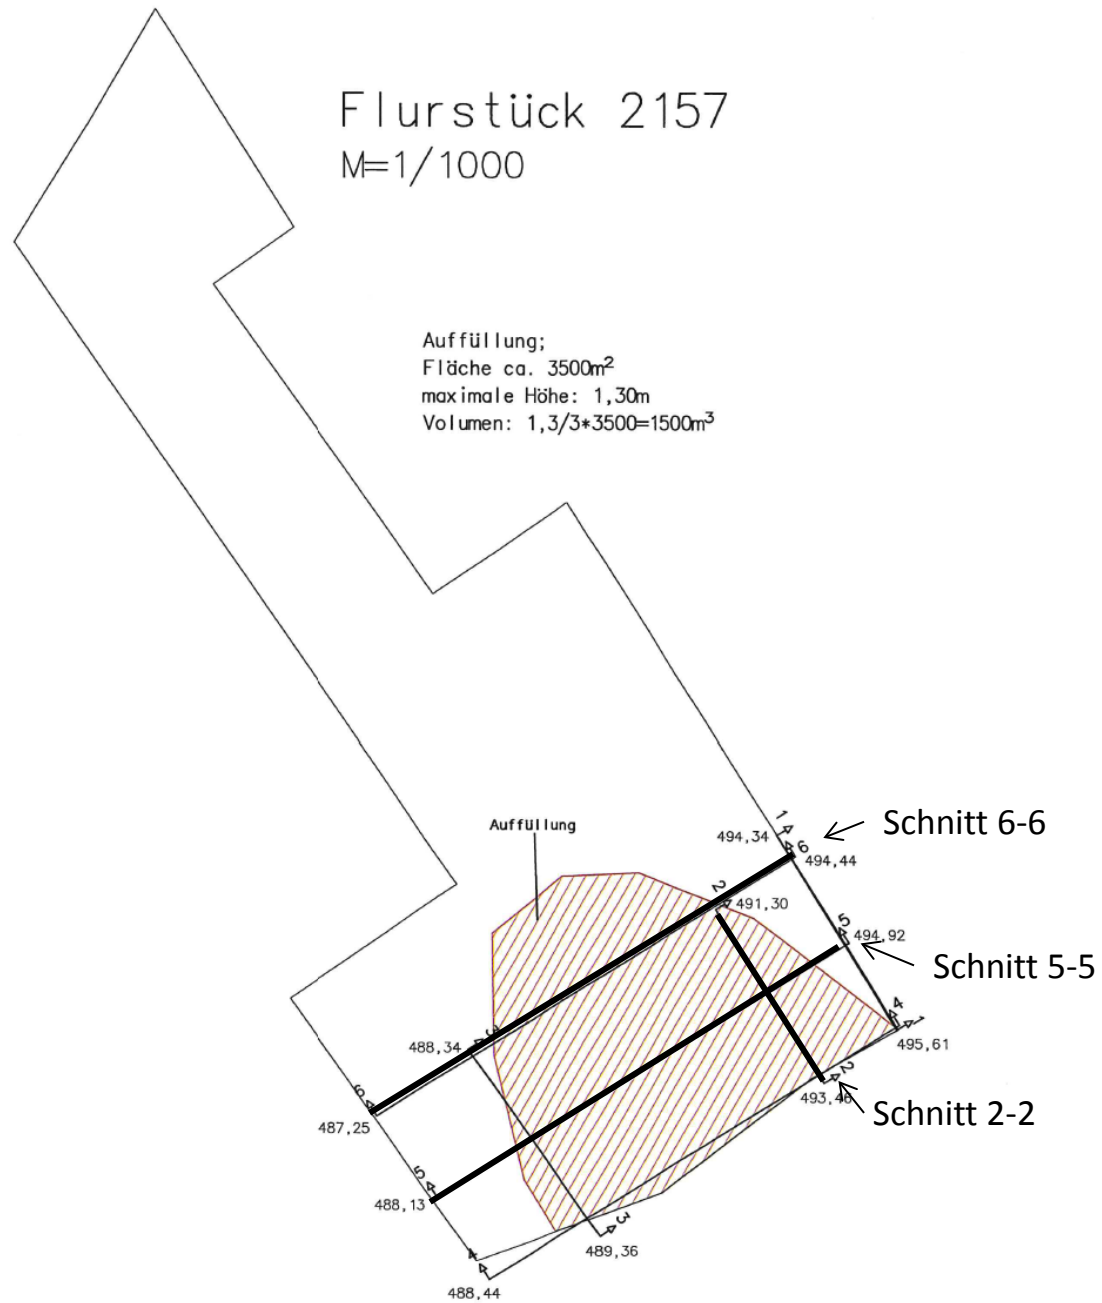 Flurstück 2157
M=1/1000
Auffüllung;
Fläche ca. 3500m²
maximale Höhe: 1,30m
Volumen: 1,3/3*3500=1500m³
Auffüllung
1
494,34
6
494,44
Schnitt 6-6
2
491,30
5
494,92
Schnitt 5-5
4
1
495,61
3
488,34
2
493,46
Schnitt 2-2
6
487,25
5
488,13
3
489,36
4
488,44